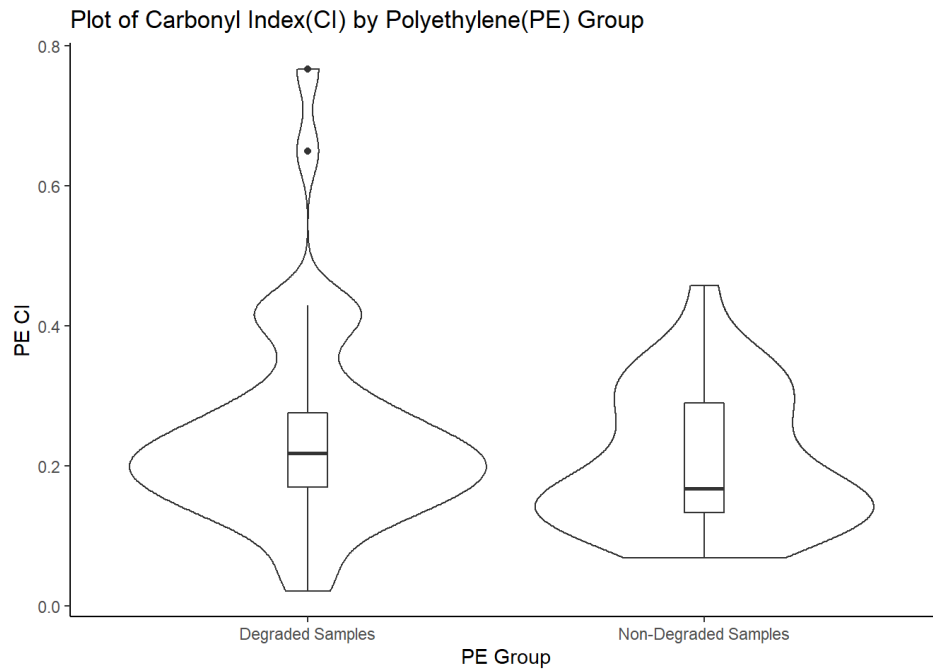 Plot of Carbonyl Index(CI) by Polyethylene(PE) Group
0.8
0.6
0.4
0.2
0.0
PE CI
Degraded Samples
Non-Degraded Samples
PE Group